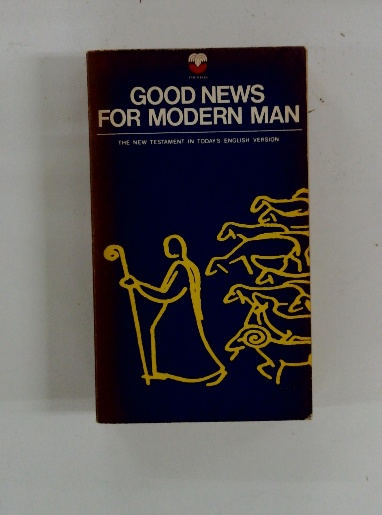 GOOD NEWS
FOR MODERN MAN
THE NEW TESTAMENT IN TODAY'S ENGLISH VERSION